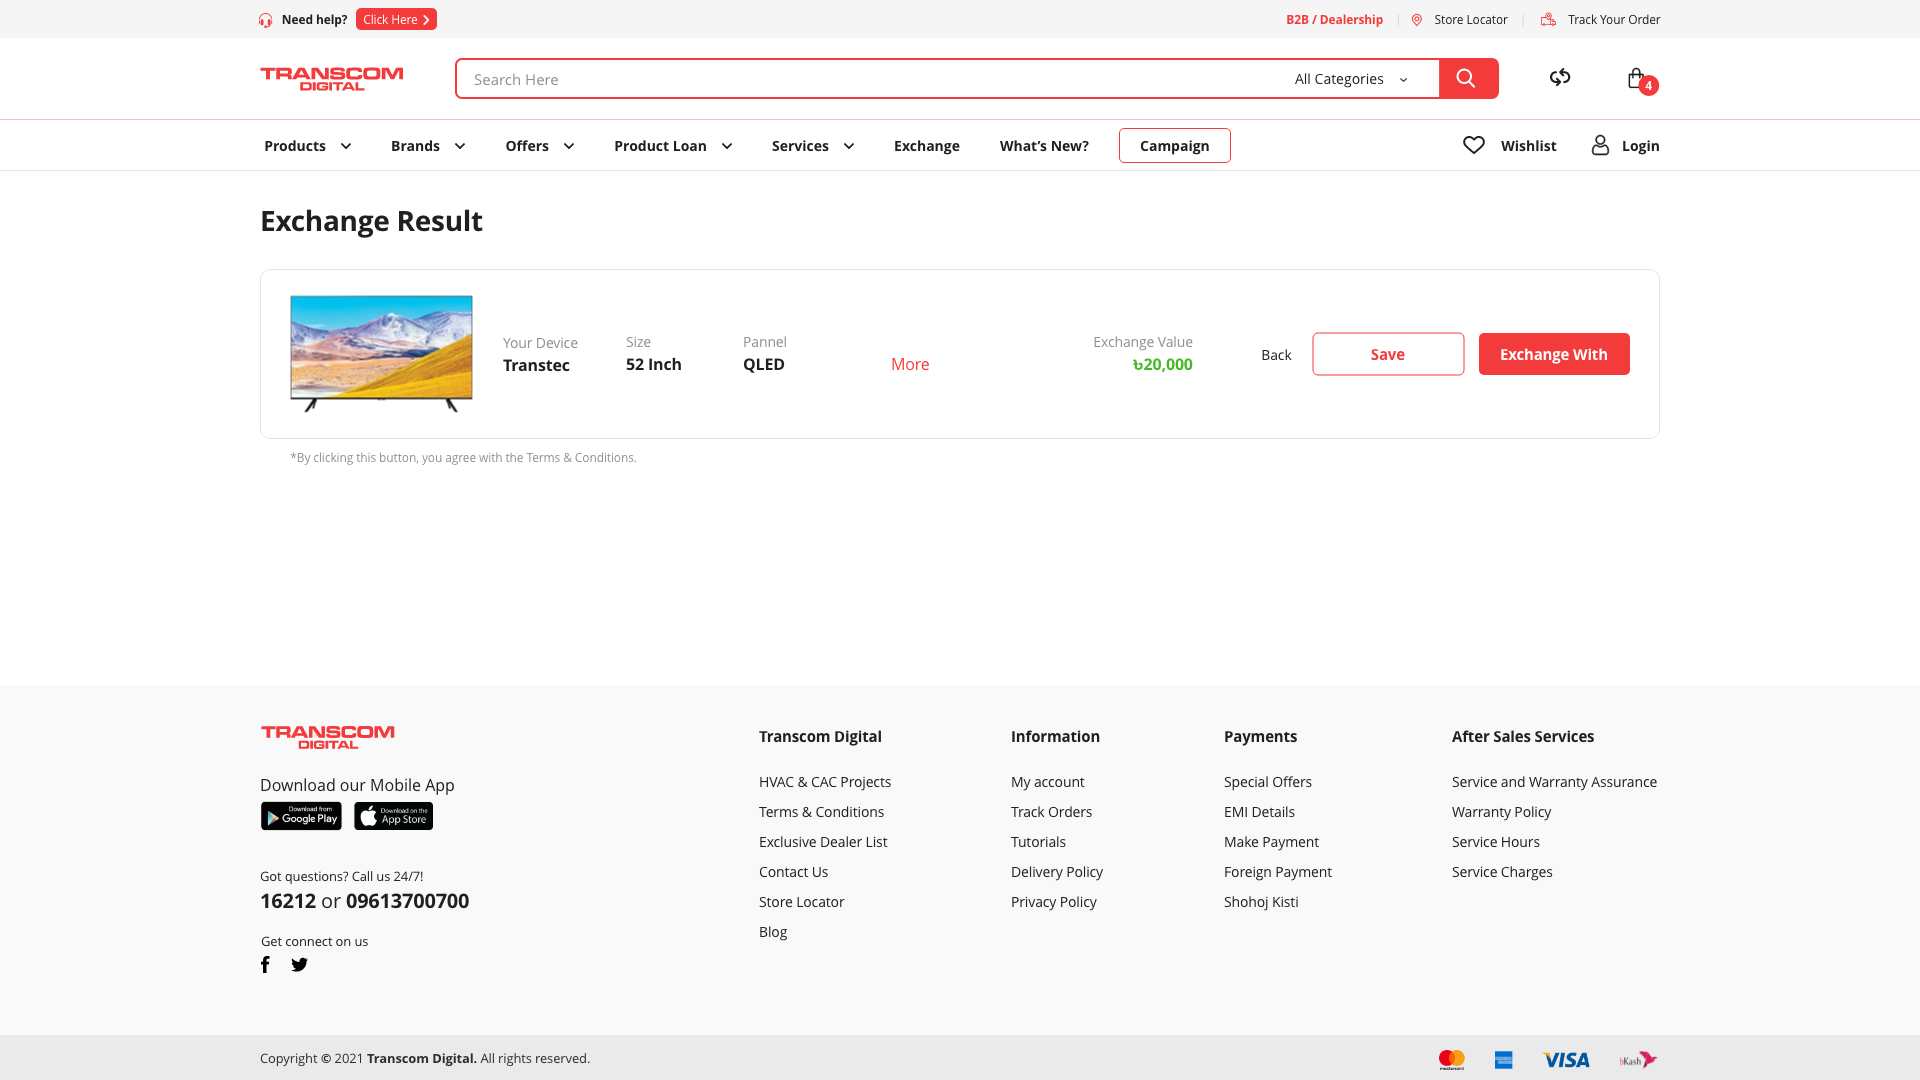 Need help?
Click Here
B2B / Dealership
Store Locator
Track Your Order
TRANSCOM
DIGITAL
Search Here
All Categories
4
Products
Brands
Offers
Product Loan
Services
Exchange
What's New?
Campaign
Wishlist
Login
Exchange Result
Your Device
Transtec
Size
52 Inch
Pannel
QLED
More
Exchange Value
৳20,000
Back
Save
Exchange With
*By clicking this button, you agree with the Terms & Conditions.
TRANSCOM
DIGITAL
Download our Mobile App
Download from
Google Play
Download on the
App Store
Got questions? Call us 24/7!
16212 or 09613700700
Get connect on us
Transcom Digital
HVAC & CAC Projects
Terms & Conditions
Exclusive Dealer List
Contact Us
Store Locator
Blog
Information
My account
Track Orders
Tutorials
Delivery Policy
Privacy Policy
Payments
Special Offers
EMI Details
Make Payment
Foreign Payment
Shohoj Kisti
After Sales Services
Service and Warranty Assurance
Warranty Policy
Service Hours
Service Charges
Copyright © 2021 Transcom Digital. All rights reserved.
mastercard
VISA
bKash